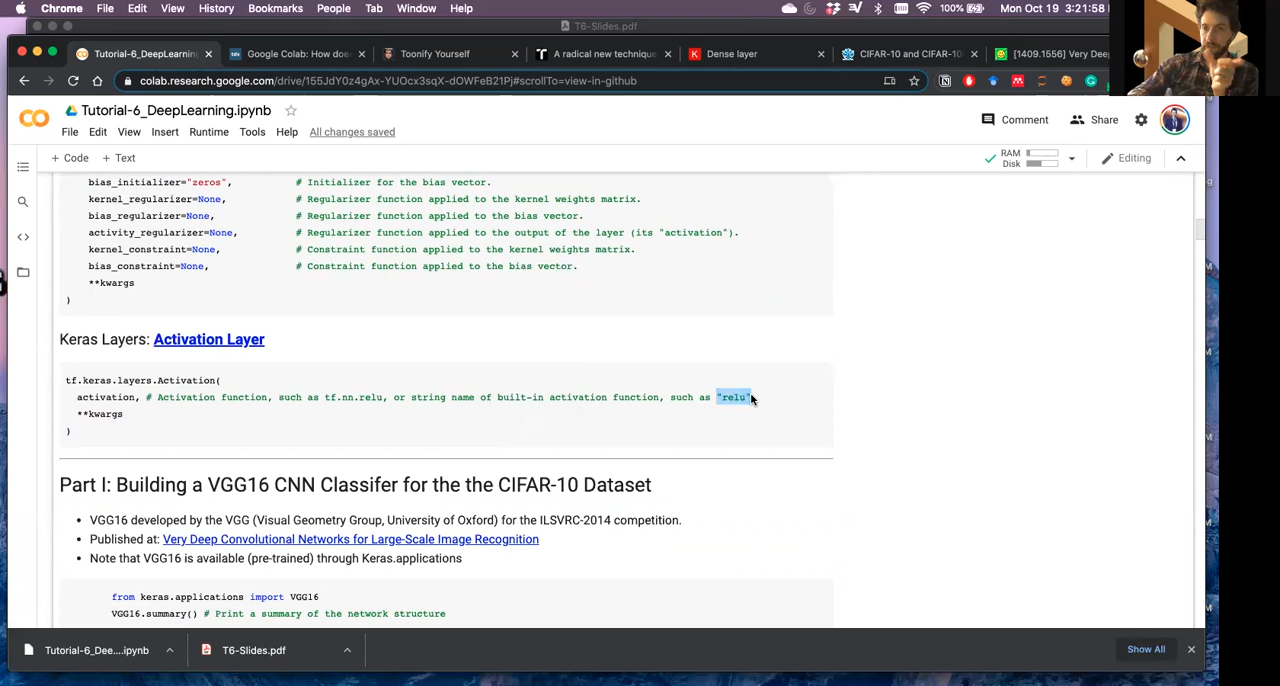 Chrome File Edit View History Bookmarks People Tab Window Help 100% Mon Oct 19 3:21:58
T6-Slides.pdf
Tutorial-6_DeepLearning Google Colab: How does Toonify Yourself A radical new technique Dense layer CIFAR-10 and CIFAR-10 [1409.1556] Very Deep
colab.research.google.com/drive/155JdY0z4gAx-YUOcx3sqX-dOWFeB21Pj#scrollTo=view-in-github
Tutorial-6_DeepLearning.ipynb
File Edit View Insert Runtime Tools Help All changes saved
Comment Share
+ Code + Text
RAM
Disk
Editing
bias_initializer="zeros", # Initializer for the bias vector.
kernel_regularizer=None, # Regularizer function applied to the kernel weights matrix.
bias_regularizer=None, # Regularizer function applied to the bias vector.
activity_regularizer=None, # Regularizer function applied to the output of the layer (its "activation").
kernel_constraint=None, # Constraint function applied to the kernel weights matrix.
bias_constraint=None, # Constraint function applied to the bias vector.
**kwargs
)
Keras Layers: Activation Layer
tf.keras.layers.Activation(
activation, # Activation function, such as tf.nn.relu, or string name of built-in activation function, such as "relu"
**kwargs
)
Part I: Building a VGG16 CNN Classifer for the the CIFAR-10 Dataset
• VGG16 developed by the VGG (Visual Geometry Group, University of Oxford) for the ILSVRC-2014 competition.
• Published at: Very Deep Convolutional Networks for Large-Scale Image Recognition
• Note that VGG16 is available (pre-trained) through Keras.applications
from keras.applications import VGG16
VGG16.summary() # Print a summary of the network structure
Tutorial-6_Dee....ipynb T6-Slides.pdf Show All